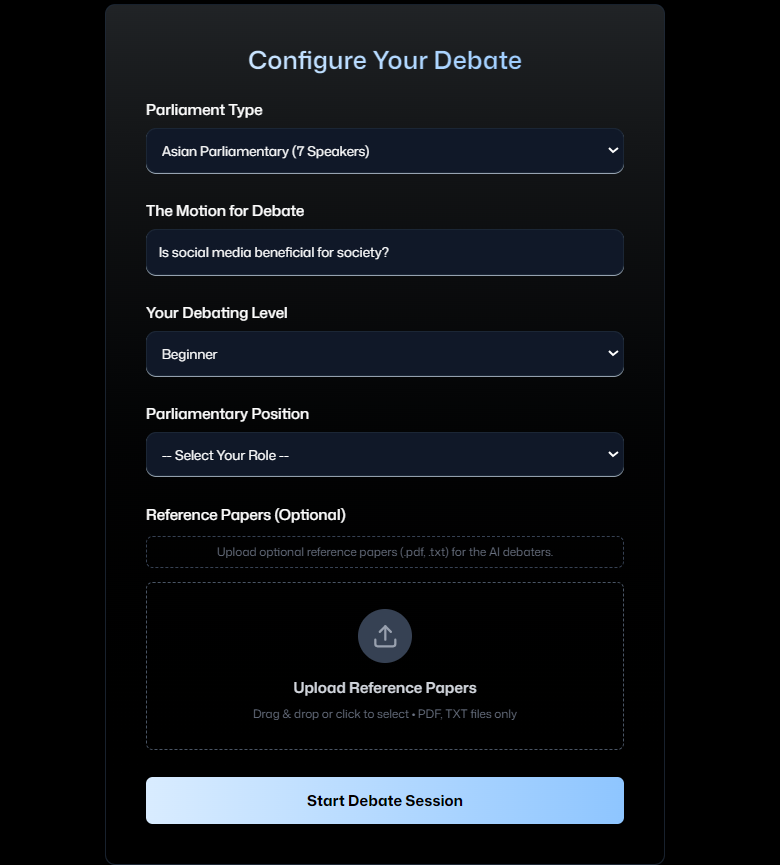 Configure Your Debate
Parliament Type
Asian Parliamentary (7 Speakers)
The Motion for Debate
Is social media beneficial for society?
Your Debating Level
Beginner
Parliamentary Position
-- Select Your Role --
Reference Papers (Optional)
Upload optional reference papers (.pdf, .txt) for the AI debaters.
Upload Reference Papers
Drag & drop or click to select • PDF, TXT files only
Start Debate Session